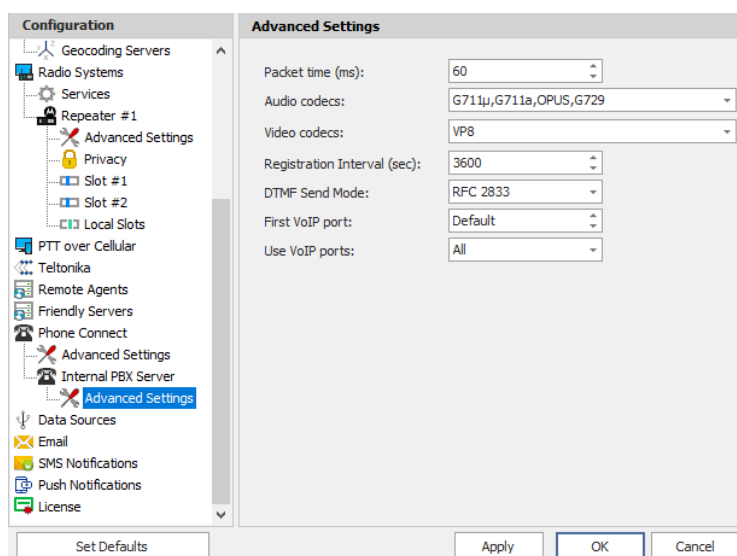 Configuration
Geocoding Servers
Radio Systems
Services
Repeater #1
Advanced Settings
Privacy
Slot #1
Slot #2
Local Slots
PTT over Cellular
Teltonika
Remote Agents
Friendly Servers
Phone Connect
Advanced Settings
Internal PBX Server
Advanced Settings
Data Sources
Email
SMS Notifications
Push Notifications
License
Set Defaults
Advanced Settings
Packet time (ms): 60
Audio codecs: G711µ,G711a,OPUS,G729
Video codecs: VP8
Registration Interval (sec): 3600
DTMF Send Mode: RFC 2833
First VoIP port: Default
Use VoIP ports: All
Apply OK Cancel